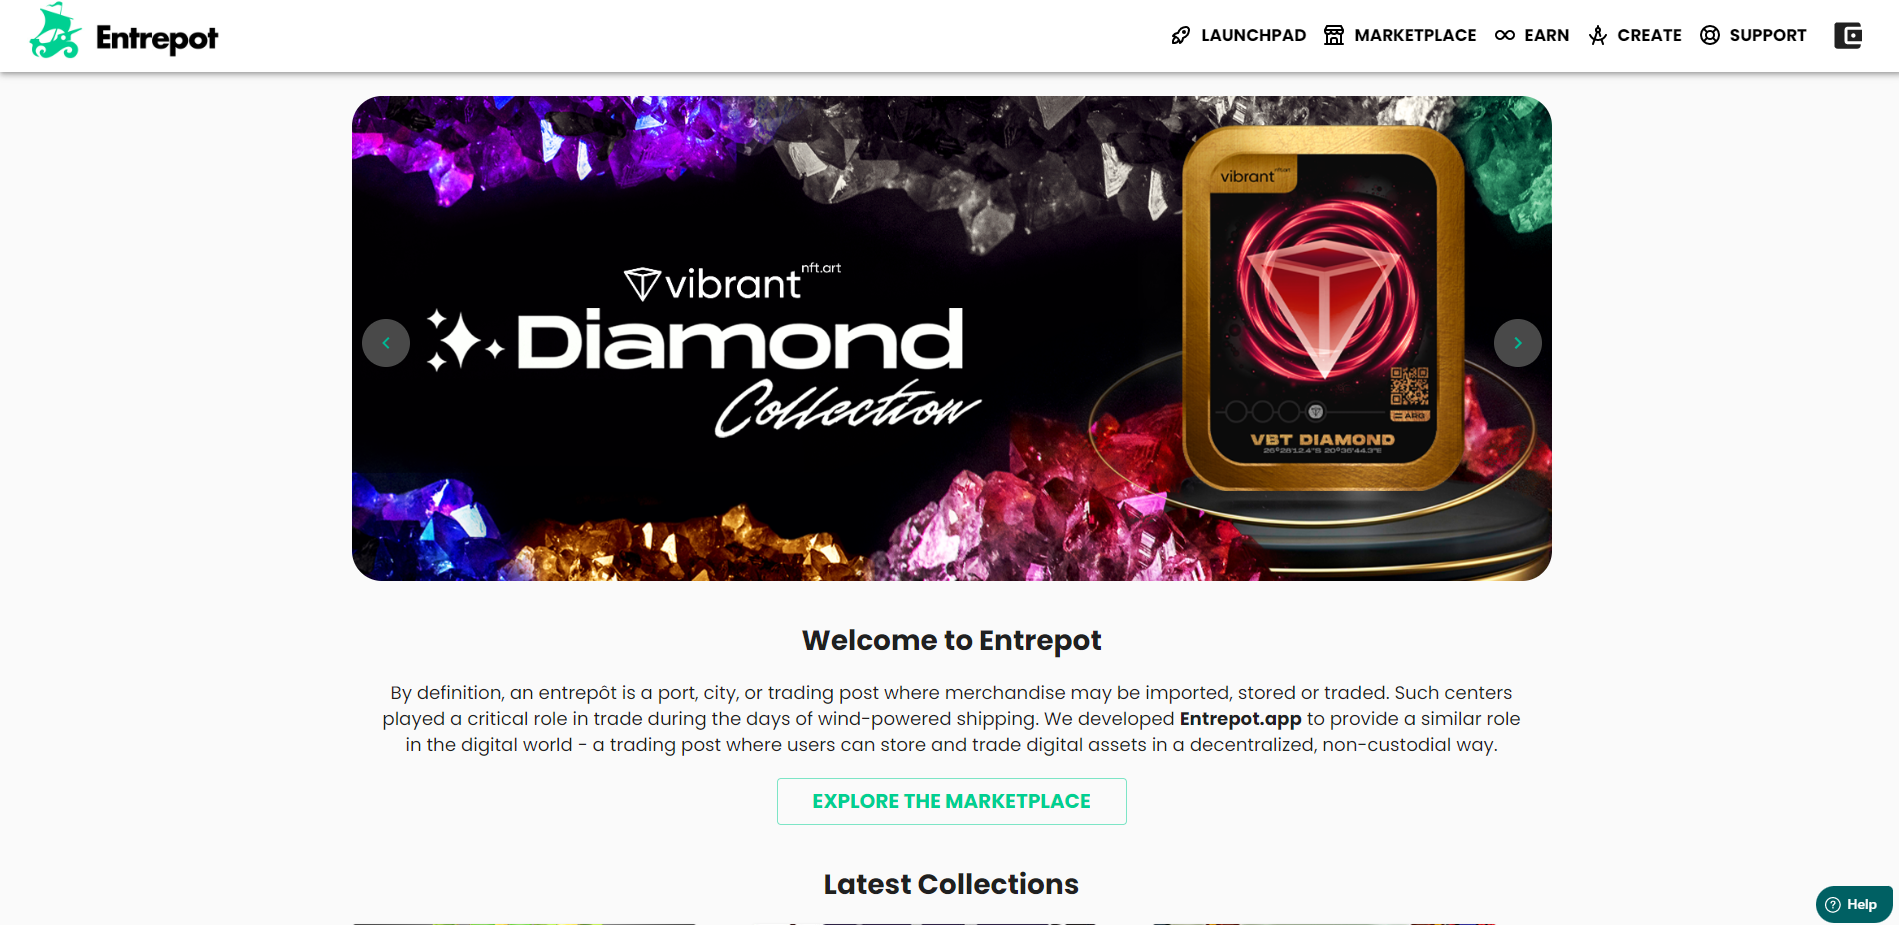 Entrepot
LAUNCHPAD
MARKETPLACE
EARN
CREATE
SUPPORT
vibrant nft.art
Diamond
Collection
vibrant nft.art
ARG
VBT DIAMOND
Welcome to Entrepot
By definition, an entrepôt is a port, city, or trading post where merchandise may be imported, stored or traded. Such centers
played a critical role in trade during the days of wind-powered shipping. We developed Entrepot.app to provide a similar role
in the digital world - a trading post where users can store and trade digital assets in a decentralized, non-custodial way.
EXPLORE THE MARKETPLACE
Latest Collections
Help